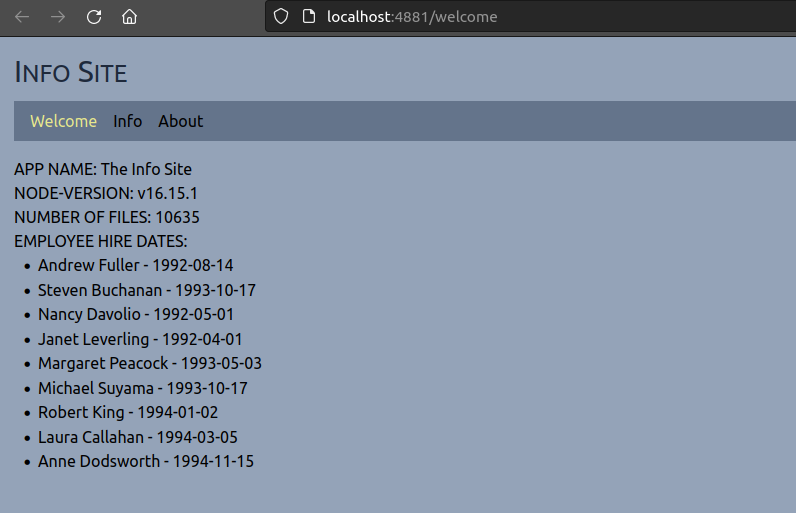 localhost:4881/welcome
Info Site
Welcome Info About
APP NAME: The Info Site
NODE-VERSION: v16.15.1
NUMBER OF FILES: 10635
EMPLOYEE HIRE DATES:
• Andrew Fuller - 1992-08-14
• Steven Buchanan - 1993-10-17
• Nancy Davolio - 1992-05-01
• Janet Leverling - 1992-04-01
• Margaret Peacock - 1993-05-03
• Michael Suyama - 1993-10-17
• Robert King - 1994-01-02
• Laura Callahan - 1994-03-05
• Anne Dodsworth - 1994-11-15